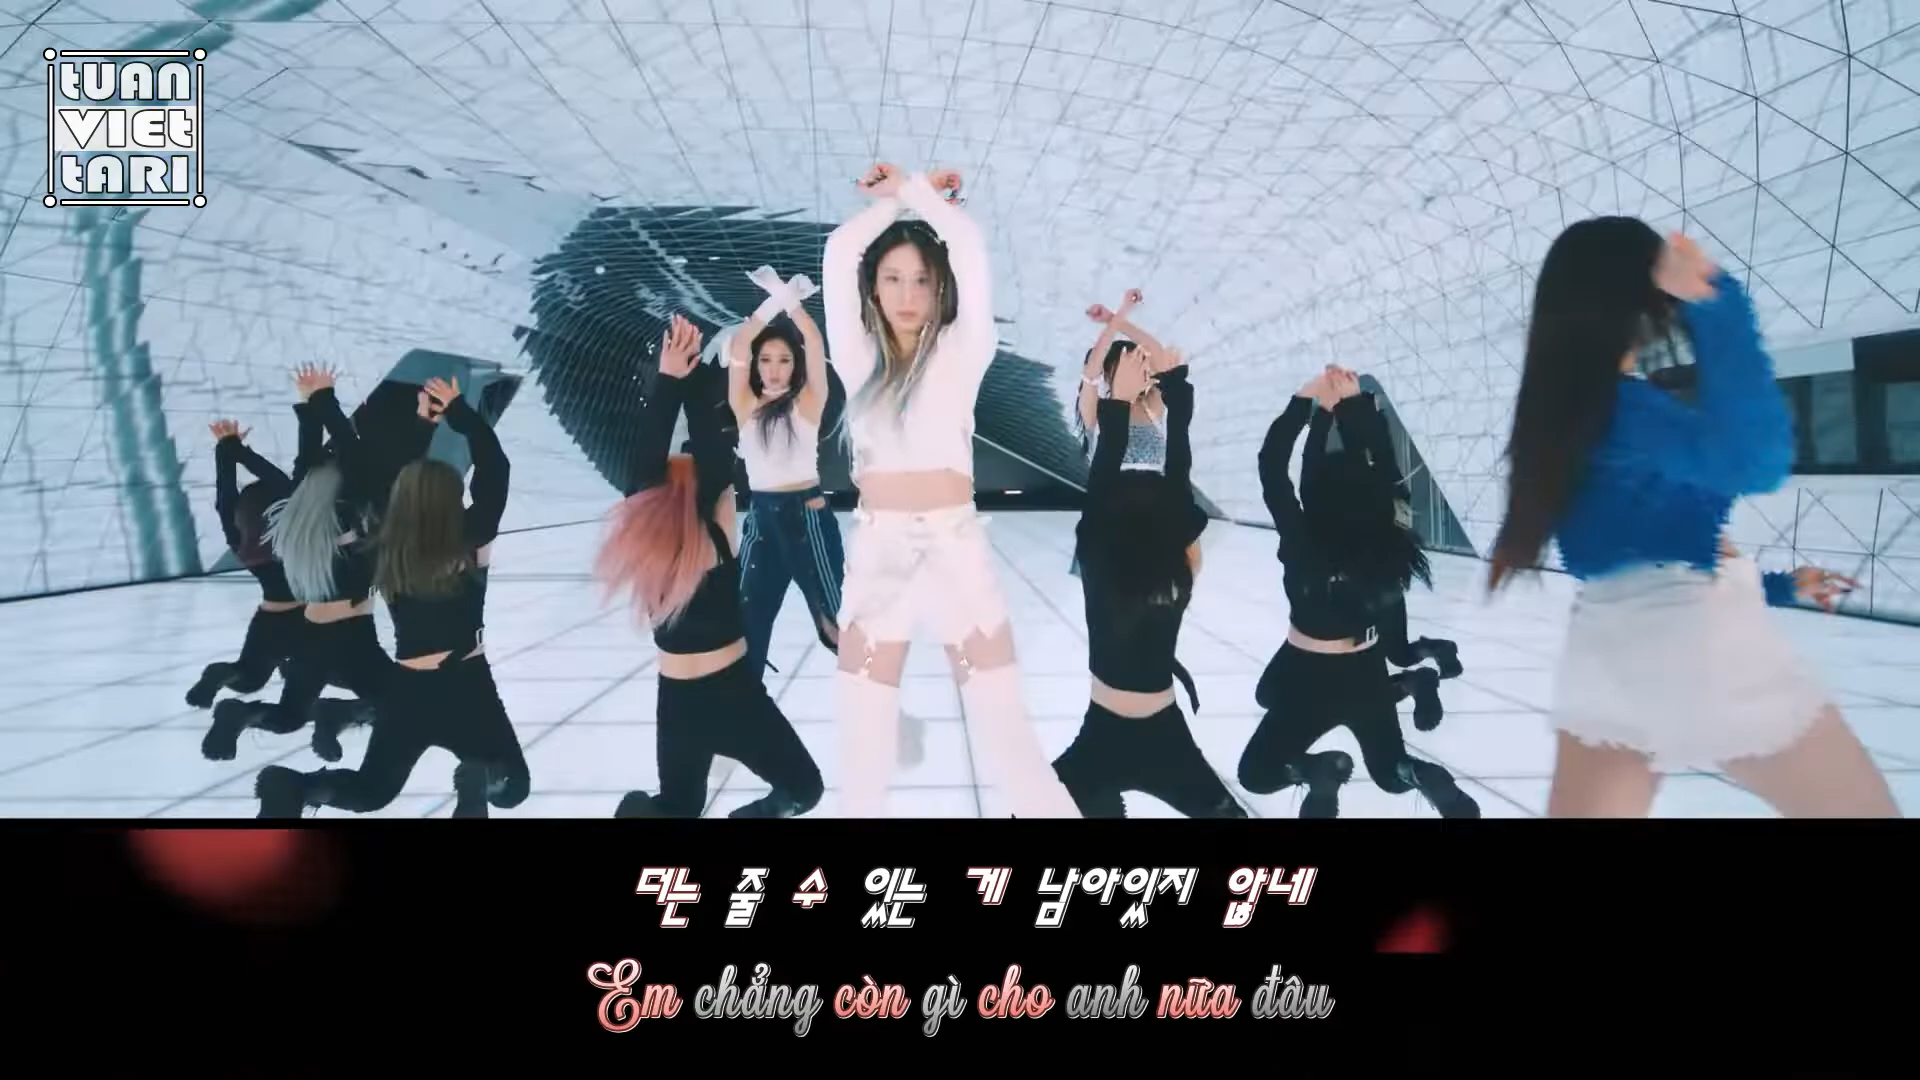 tUAN
VIEt
tARI
더는 줄 수 있는 게 남아있지 않네
Em chẳng còn gì cho anh nữa đâu